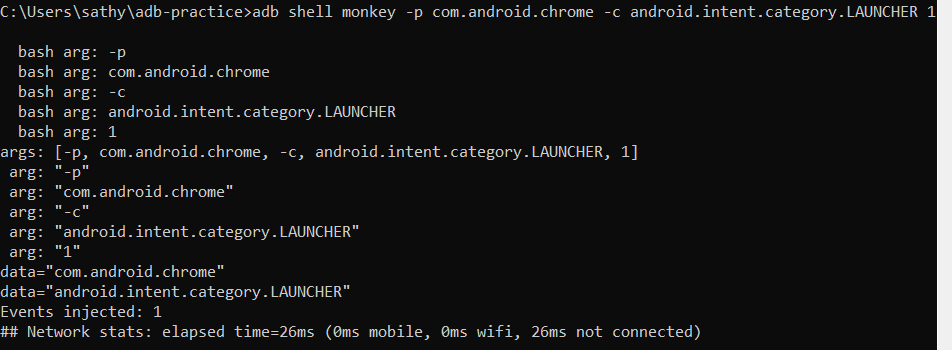 C:\Users\sathy\adb-practice>adb shell monkey -p com.android.chrome -c android.intent.category.LAUNCHER 1
bash arg: -p
bash arg: com.android.chrome
bash arg: -c
bash arg: android.intent.category.LAUNCHER
bash arg: 1
args: [-p, com.android.chrome, -c, android.intent.category.LAUNCHER, 1]
arg: "-p"
arg: "com.android.chrome"
arg: "-c"
arg: "android.intent.category.LAUNCHER"
arg: "1"
data="com.android.chrome"
data="android.intent.category.LAUNCHER"
Events injected: 1
## Network stats: elapsed time=26ms (0ms mobile, 0ms wifi, 26ms not connected)